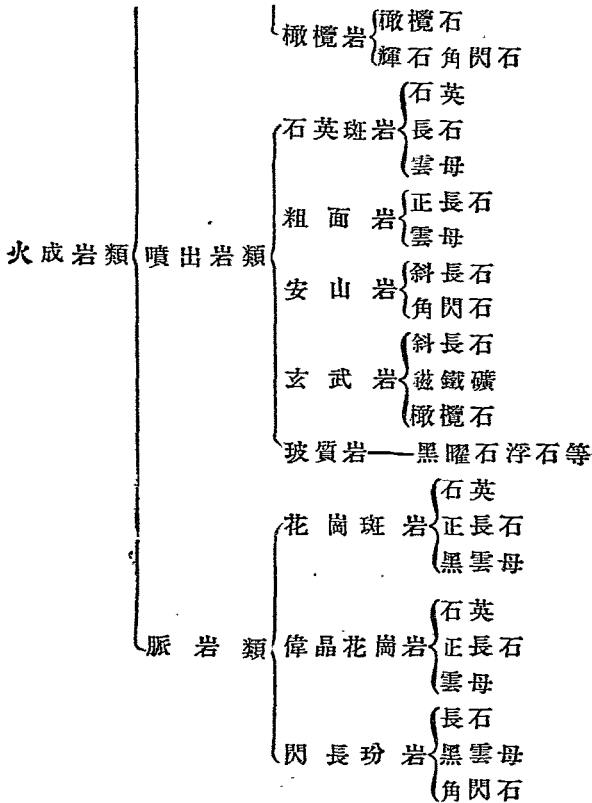 橄欖岩 橄欖石
輝石角閃石
石英斑岩 石英
長石
雲母
粗面岩 正長石
雲母
火成岩類 噴出岩類
安山岩 斜長石
角閃石
玄武岩 斜長石
磁鐵礦
橄欖石
玻質岩——黑曜石浮石等
花崗斑岩 石英
正長石
黑雲母
脈岩類 偉晶花崗岩 石英
正長石
雲母
閃長玢岩 長石
黑雲母
角閃石